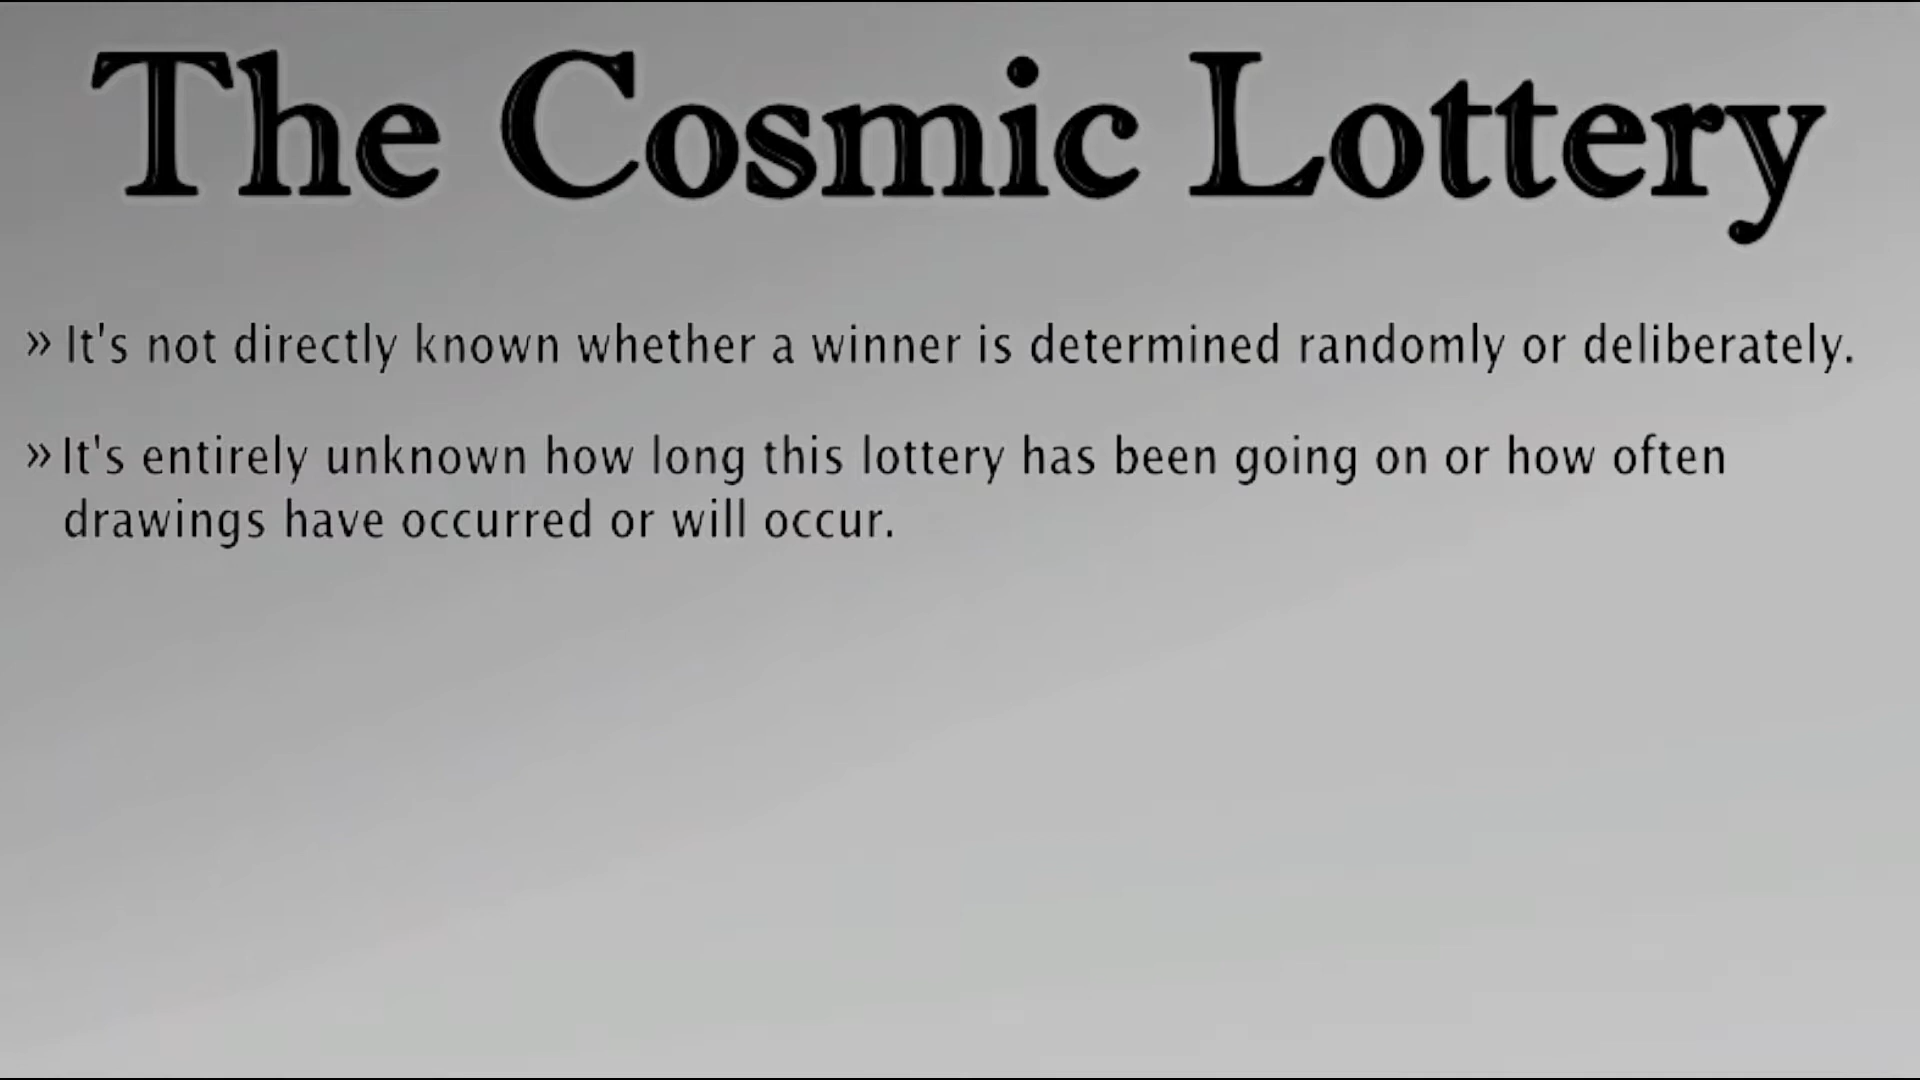 The Cosmic Lottery
» It's not directly known whether a winner is determined randomly or deliberately.
» It's entirely unknown how long this lottery has been going on or how often
drawings have occurred or will occur.